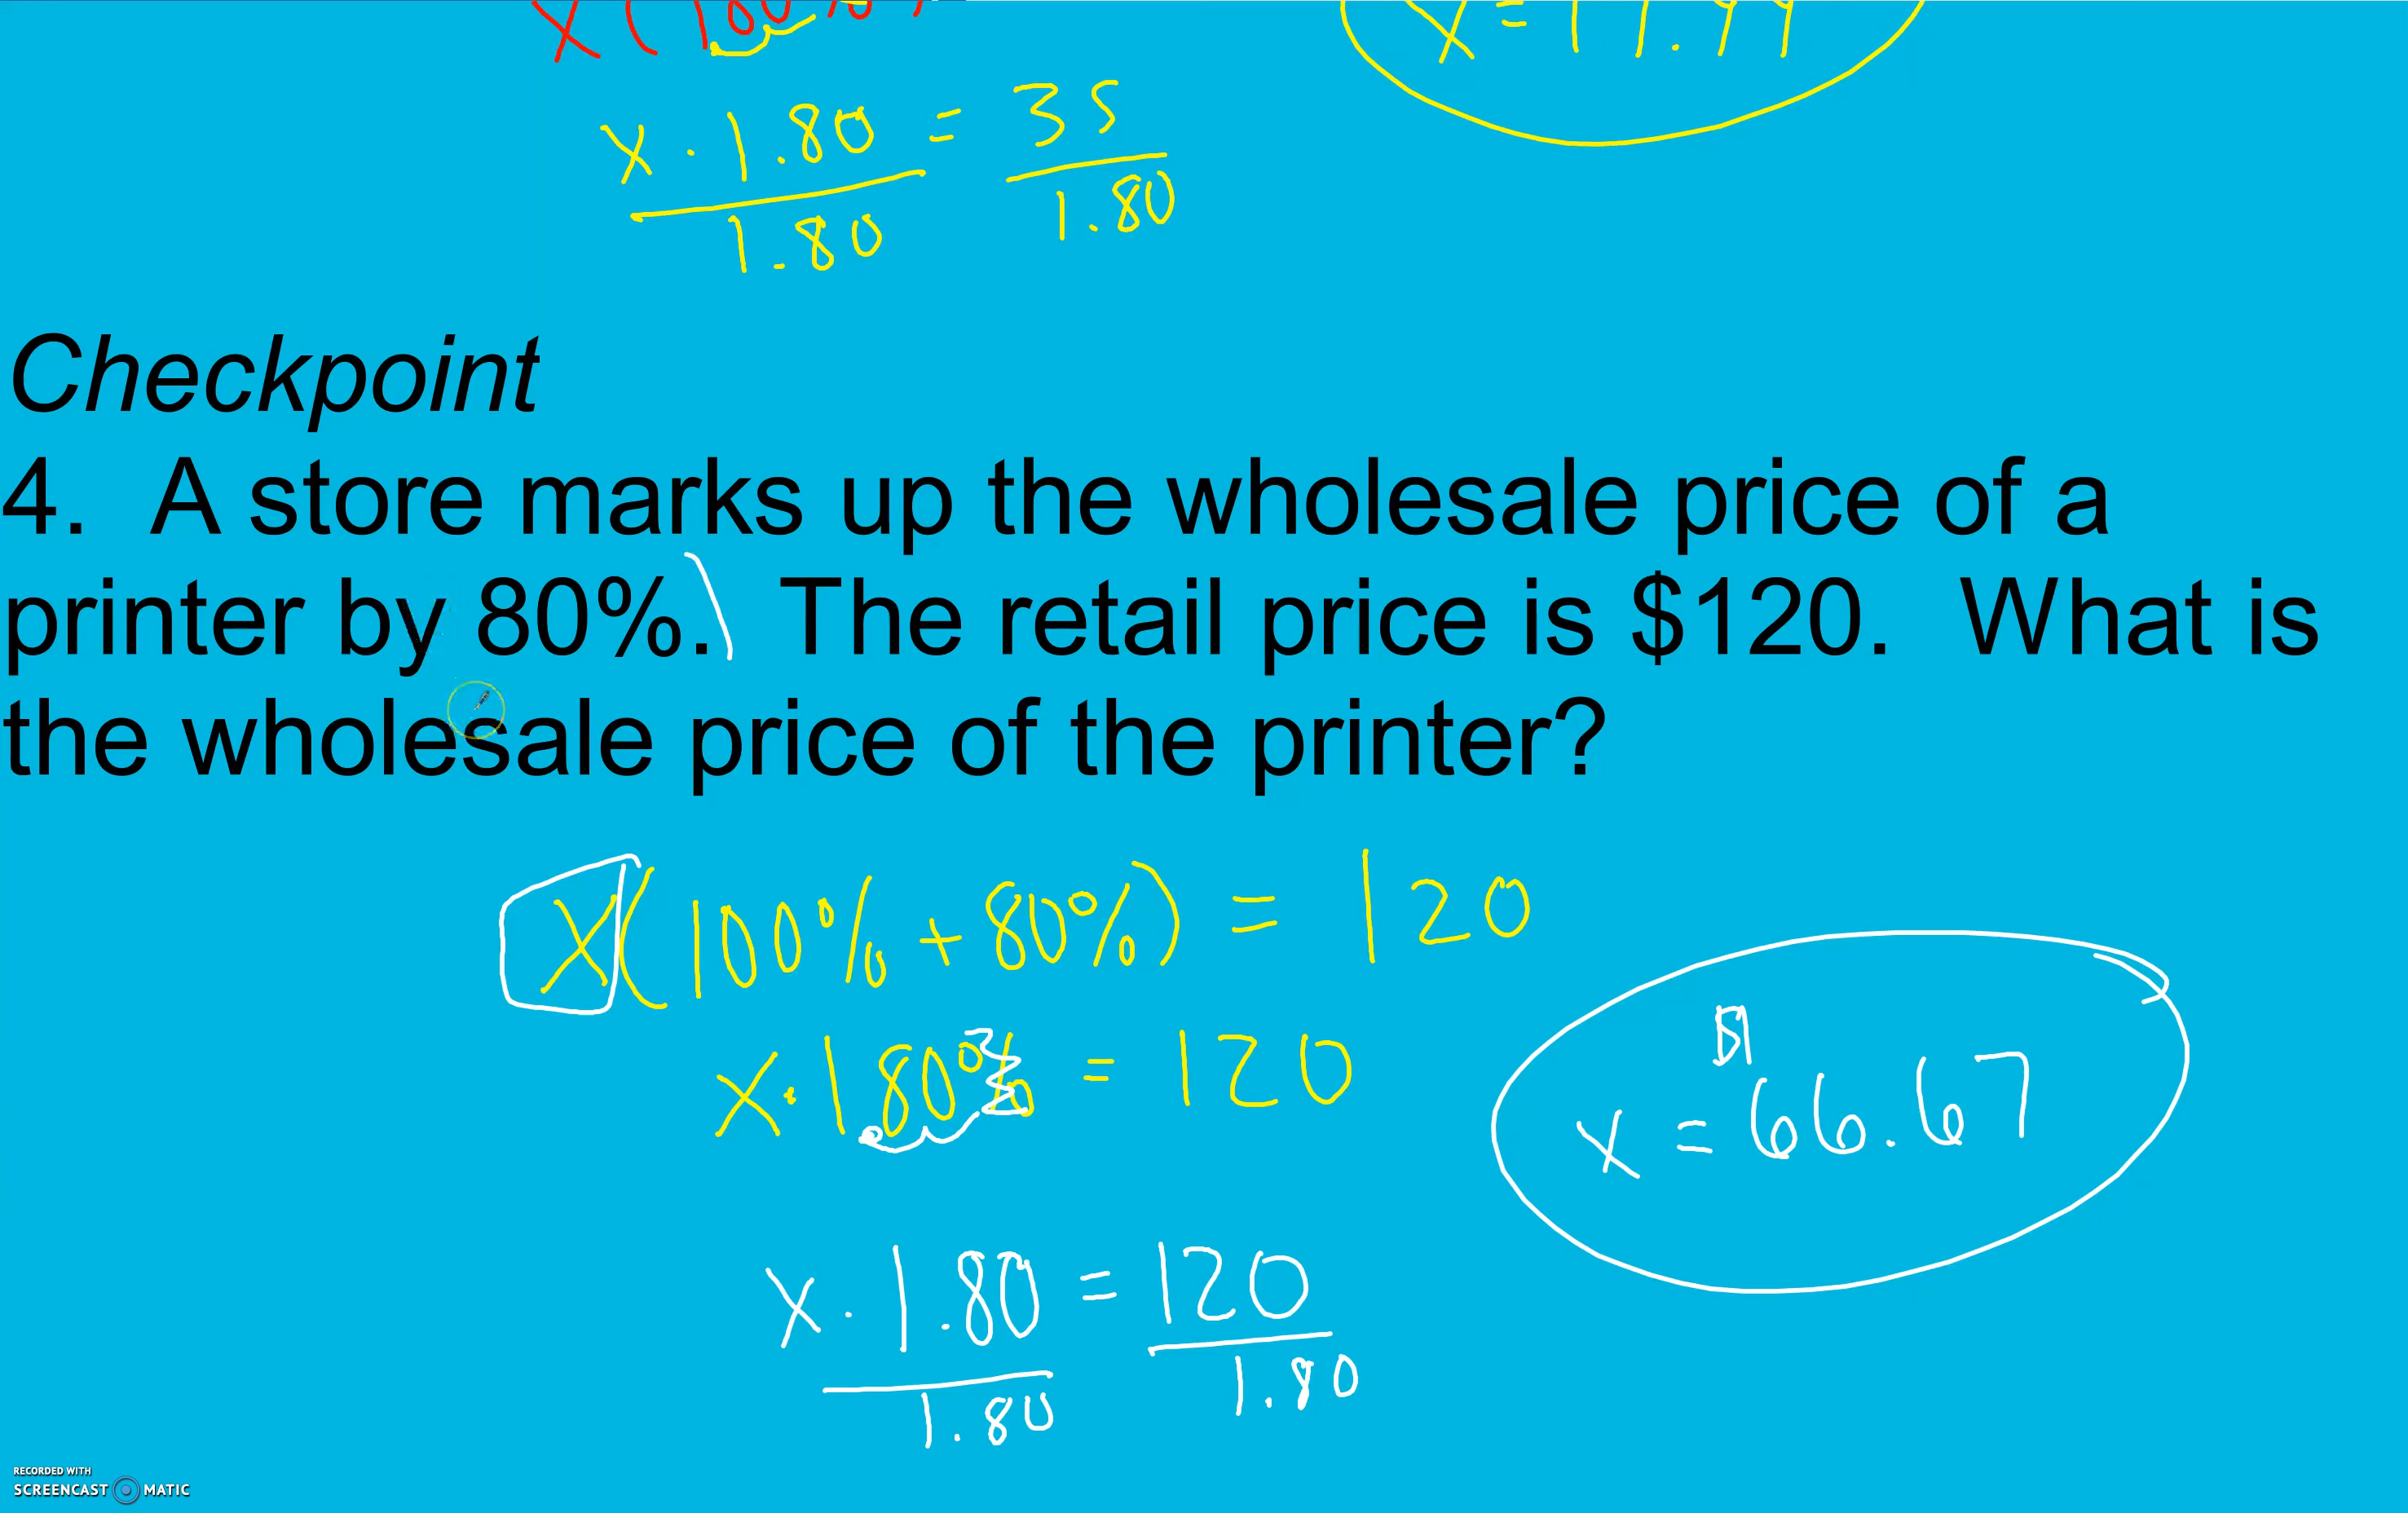 x · 1.80 = 35
1.80 1.80
Checkpoint
4. A store marks up the wholesale price of a
printer by 80%. The retail price is $120. What is
the wholesale price of the printer?
x(100% + 80%) = 120
x · 180% = 120
x = 66.67
x · 1.80 = 120
1.80 1.80
RECORDED WITH
SCREENCAST MATIC